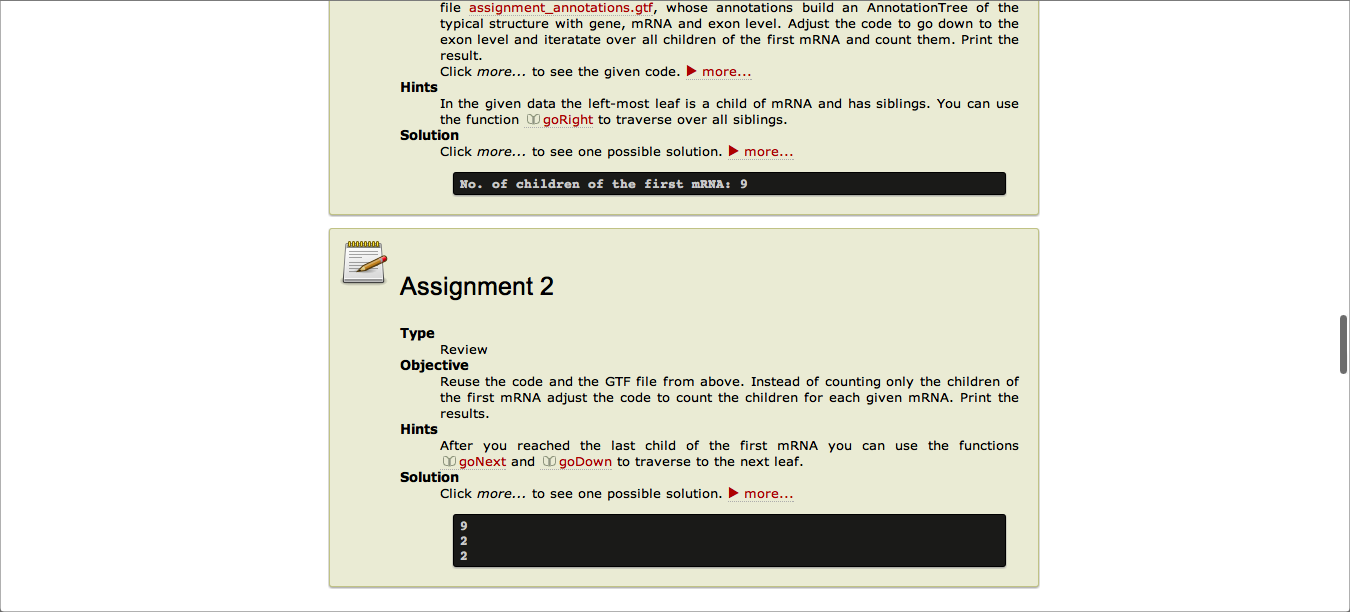 file assignment_annotations.gtf, whose annotations build an AnnotationTree of the
typical structure with gene, mRNA and exon level. Adjust the code to go down to the
exon level and iteratate over all children of the first mRNA and count them. Print the
result.
Click more... to see the given code. more...
Hints
In the given data the left-most leaf is a child of mRNA and has siblings. You can use
the function goRight to traverse over all siblings.
Solution
Click more... to see one possible solution. more...
No. of children of the first mRNA: 9
Assignment 2
Type
Review
Objective
Reuse the code and the GTF file from above. Instead of counting only the children of
the first mRNA adjust the code to count the children for each given mRNA. Print the
results.
Hints
After you reached the last child of the first mRNA you can use the functions
goNext and goDown to traverse to the next leaf.
Solution
Click more... to see one possible solution. more...
9
2
2